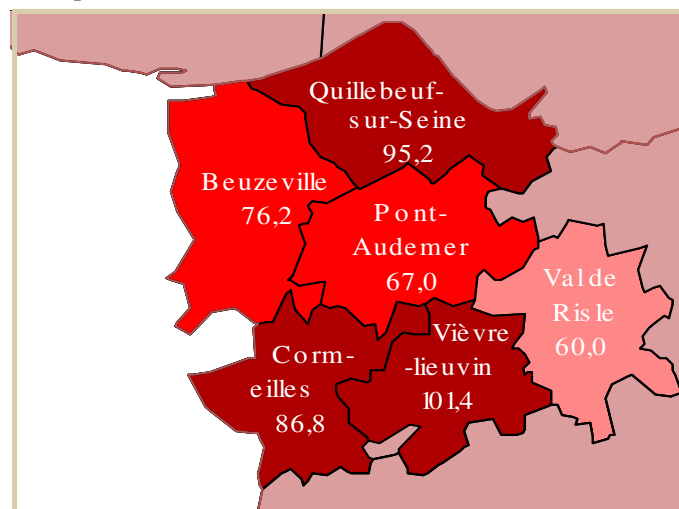 Quillebeuf-
sur-Seine
95,2
Beuzeville
76,2
Pont-
Audemer
67,0
Val de
Risle
60,0
Vièvre
-lieuvin
101,4
Corm-
eilles
86,8